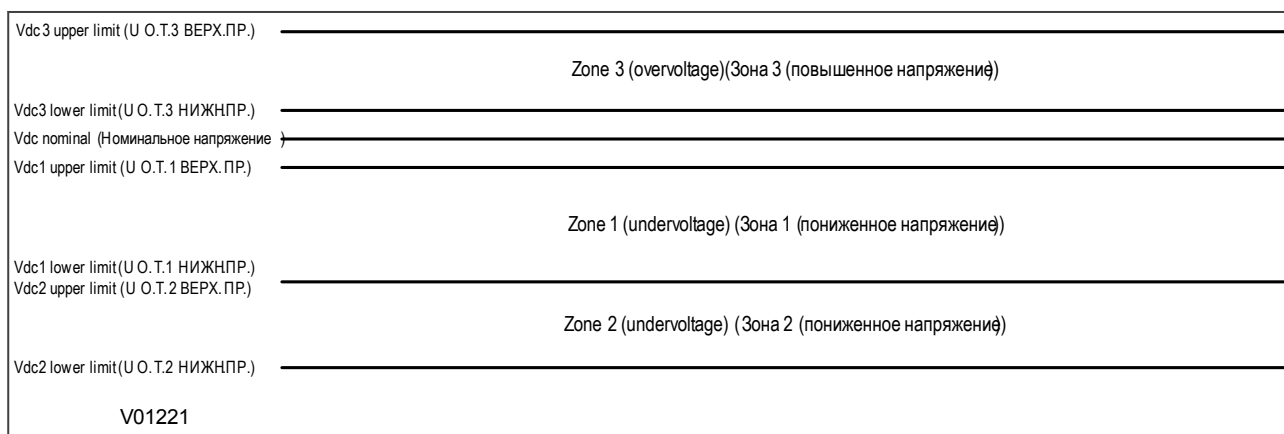 Vdc3 upper limit (U О.Т.3 ВЕРХ.ПР.)
Zone 3 (overvoltage)(Зона 3 (повышенное напряжение))
Vdc3 lower limit(U О.Т.3 НИЖН.ПР.)
Vdc nominal (Номинальное напряжение )
Vdc1 upper limit (U О.Т.1 ВЕРХ.ПР.)
Zone 1 (undervoltage) (Зона 1 (пониженное напряжение))
Vdc1 lower limit(U О.Т.1 НИЖН.ПР.)
Vdc2 upper limit (U О.Т.2 ВЕРХ.ПР.)
Zone 2 (undervoltage) (Зона 2 (пониженное напряжение))
Vdc2 lower limit(U О.Т.2 НИЖН.ПР.)
V01221